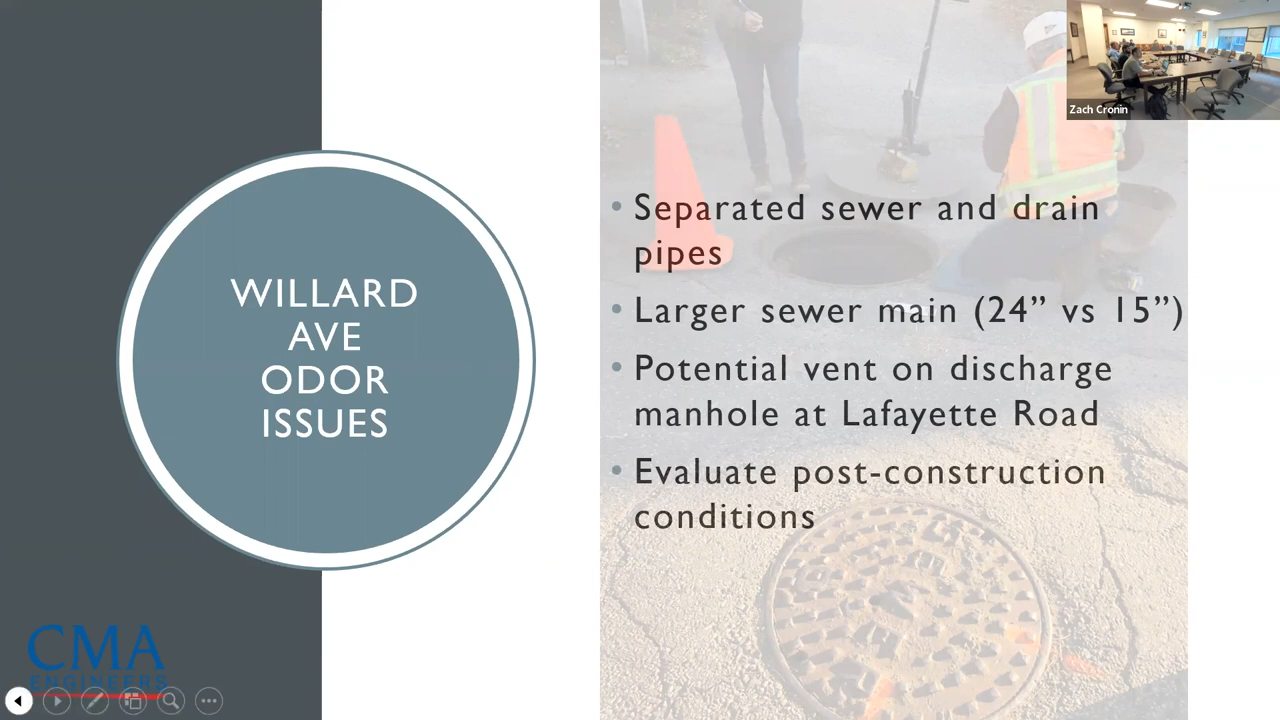 WILLARD
AVE
ODOR
ISSUES
• Separated sewer and drain
pipes
• Larger sewer main (24” vs 15”)
• Potential vent on discharge
manhole at Lafayette Road
• Evaluate post-construction
conditions
Zach Cronin
CMA
ENGINEERS